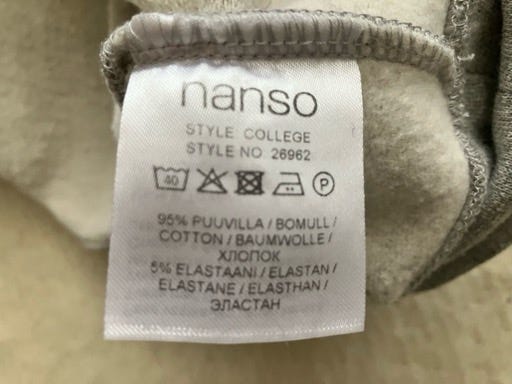 nanso
STYLE COLLEGE
STYLE NO 26962
40 P
95% PUUVILLA / BOMULL /
COTTON / BAUMWOLLE /
ХЛОПОК
5% ELASTAANI / ELASTAN /
ELASTANE / ELASTHAN /
ЭЛАСТАН